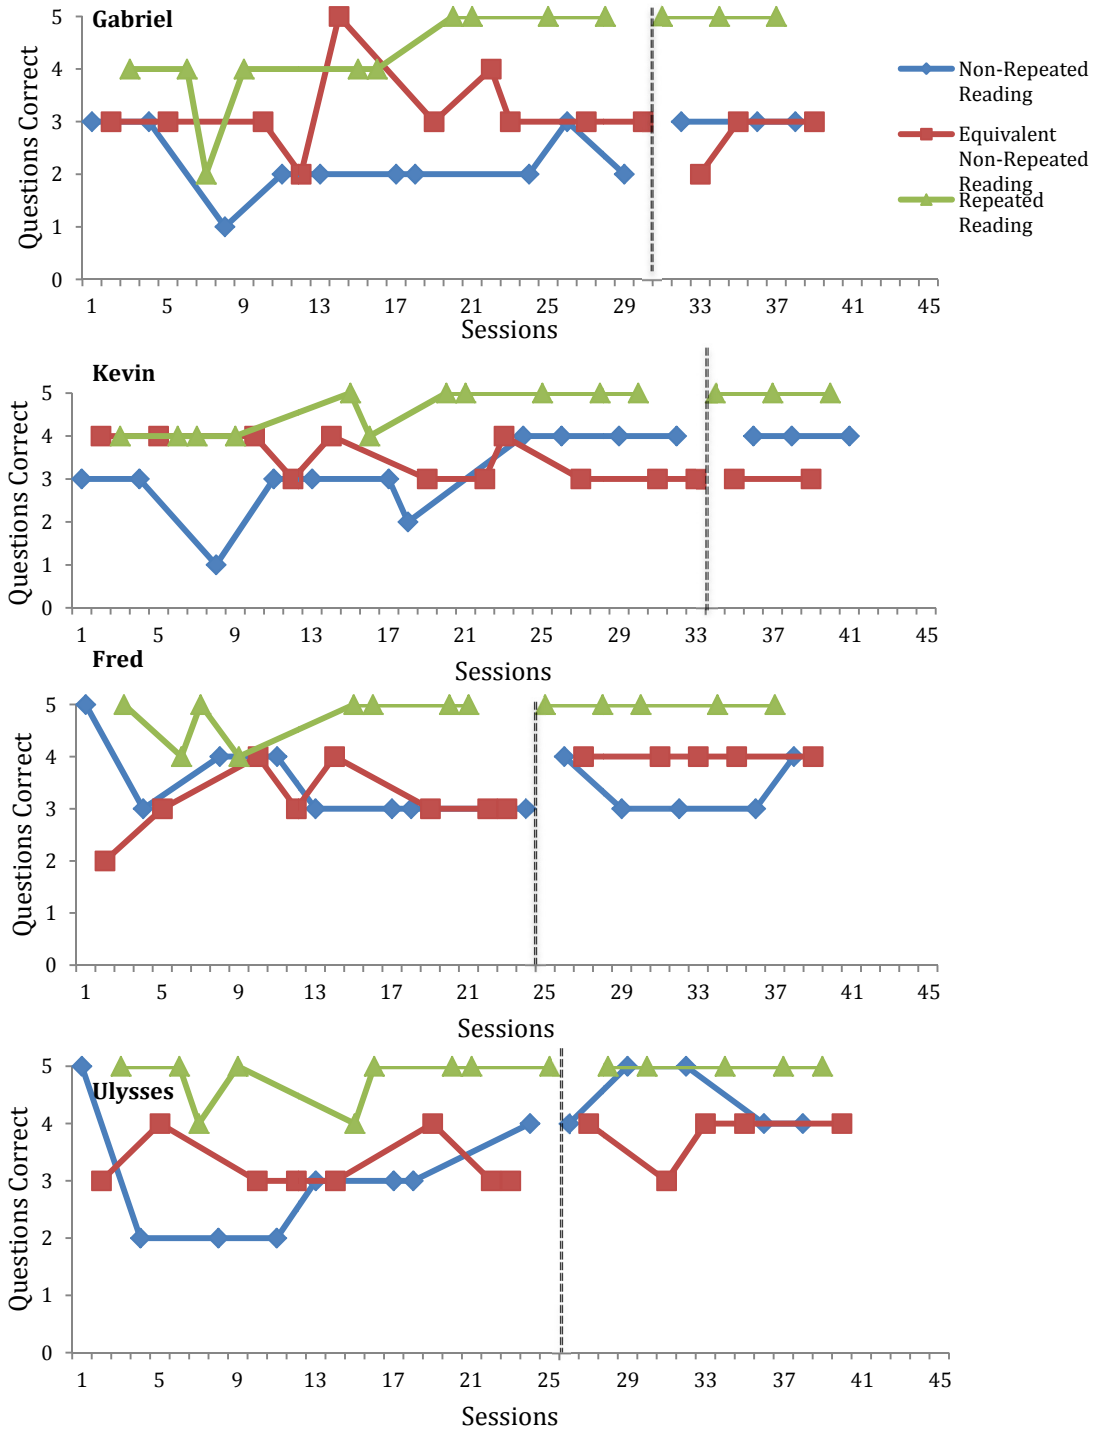 Gabriel
Questions Correct
5
4
3
2
1
0
1 5 9 13 17 21 25 29 33 37 41 45
Sessions
Non-Repeated
Reading
Equivalent
Non-Repeated
Reading
Repeated
Reading
Kevin
Questions Correct
5
4
3
2
1
0
1 5 9 13 17 21 25 29 33 37 41 45
Sessions
Fred
Questions Correct
5
4
3
2
1
0
1 5 9 13 17 21 25 29 33 37 41 45
Sessions
Ulysses
Questions Correct
5
4
3
2
1
0
1 5 9 13 17 21 25 29 33 37 41 45
Sessions